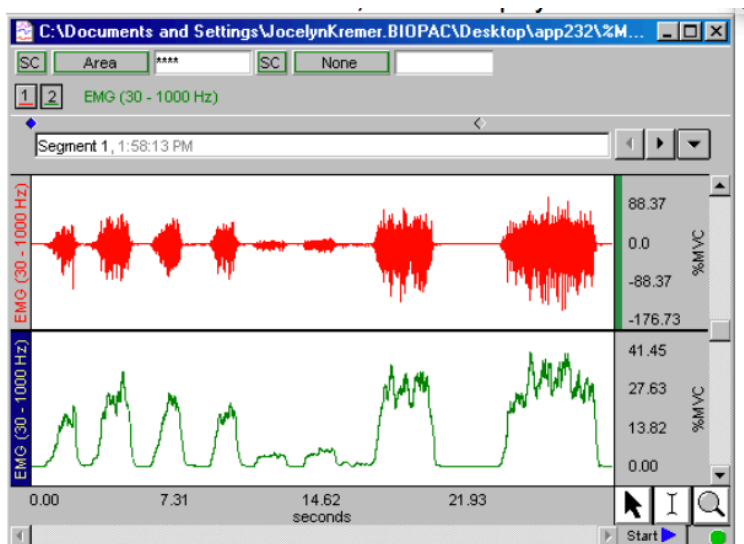 C:\Documents and Settings\JocelynKremer.BIOPAC\Desktop\app232\%M...
SC Area **** SC None
1 2 EMG (30 - 1000 Hz)
Segment 1, 1:58:13 PM
EMG (30 - 1000 Hz)
88.37
0.0
-88.37
-176.73
%MVC
EMG (30 - 1000 Hz)
41.45
27.63
13.82
0.00
%MVC
0.00 7.31 14.62 21.93
seconds
Start